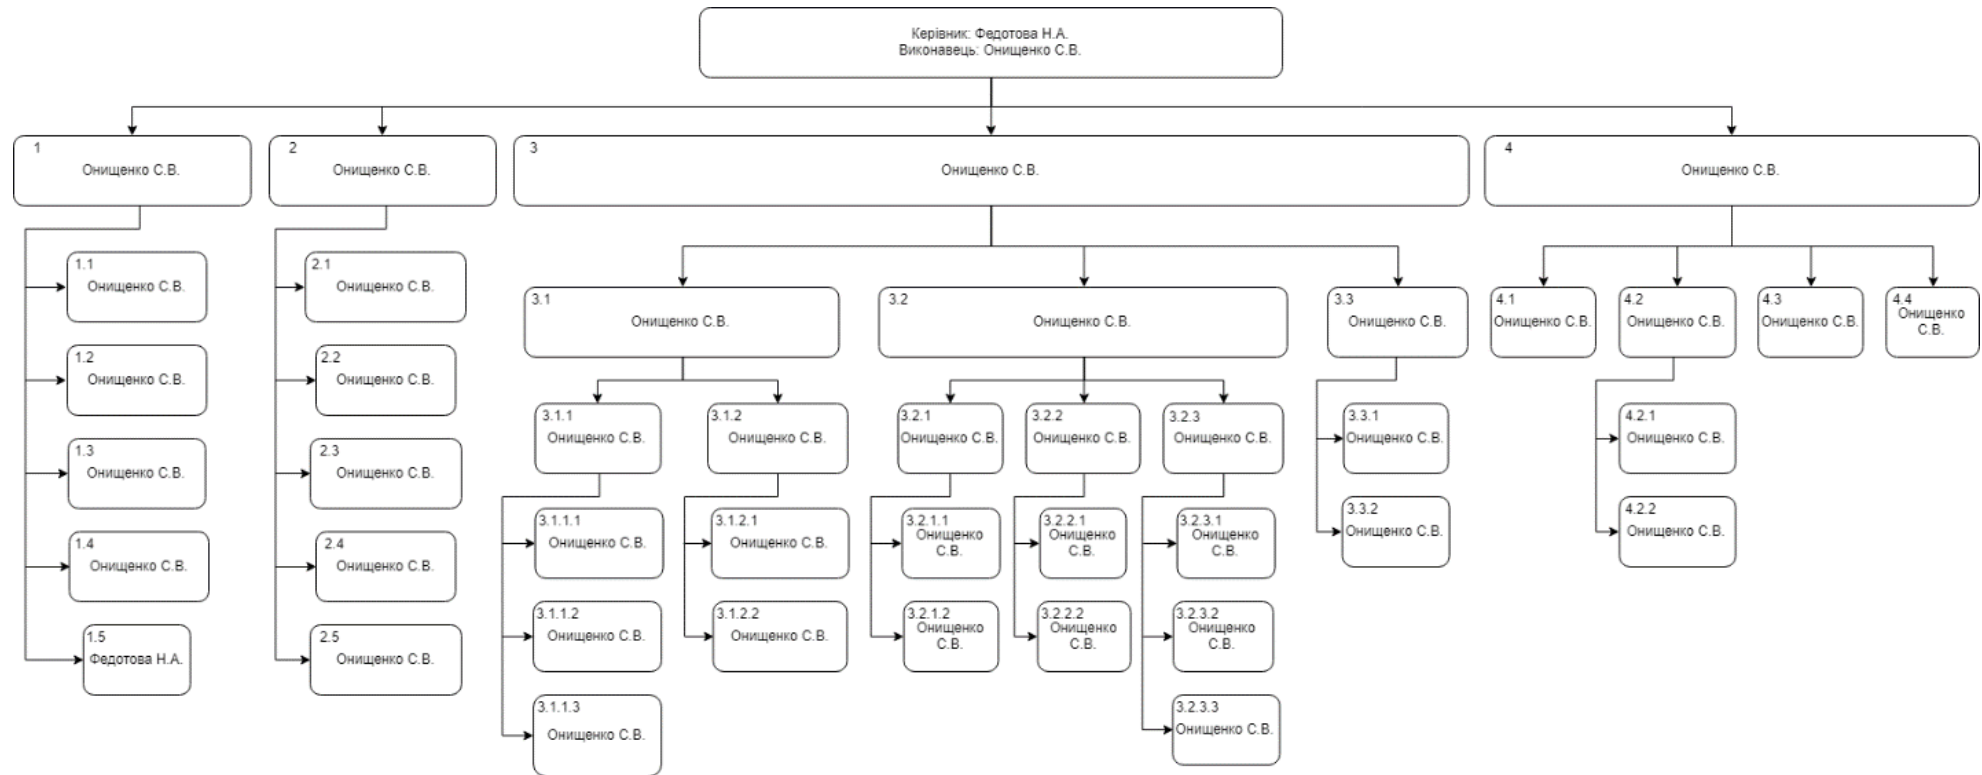 Керівник: Федотова Н.А.
Виконавець: Онищенко С.В.
1
Онищенко С.В.
2
Онищенко С.В.
3
Онищенко С.В.
4
Онищенко С.В.
1.1
Онищенко С.В.
1.2
Онищенко С.В.
1.3
Онищенко С.В.
1.4
Онищенко С.В.
1.5
Федотова Н.А.
2.1
Онищенко С.В.
2.2
Онищенко С.В.
2.3
Онищенко С.В.
2.4
Онищенко С.В.
2.5
Онищенко С.В.
3.1
Онищенко С.В.
3.2
Онищенко С.В.
3.3
Онищенко С.В.
3.1.1
Онищенко С.В.
3.1.2
Онищенко С.В.
3.2.1
Онищенко С.В.
3.2.2
Онищенко С.В.
3.2.3
Онищенко С.В.
3.3.1
Онищенко С.В.
3.3.2
Онищенко С.В.
3.1.1.1
Онищенко С.В.
3.1.1.2
Онищенко С.В.
3.1.1.3
Онищенко С.В.
3.1.2.1
Онищенко С.В.
3.1.2.2
Онищенко С.В.
3.2.1.1
Онищенко
С.В.
3.2.1.2
Онищенко
С.В.
3.2.2.1
Онищенко
С.В.
3.2.2.2
Онищенко
С.В.
3.2.3.1
Онищенко
С.В.
3.2.3.2
Онищенко
С.В.
3.2.3.3
Онищенко С.В.
4.1
Онищенко С.В.
4.2
Онищенко С.В.
4.3
Онищенко С.В.
4.4
Онищенко
С.В.
4.2.1
Онищенко С.В.
4.2.2
Онищенко С.В.